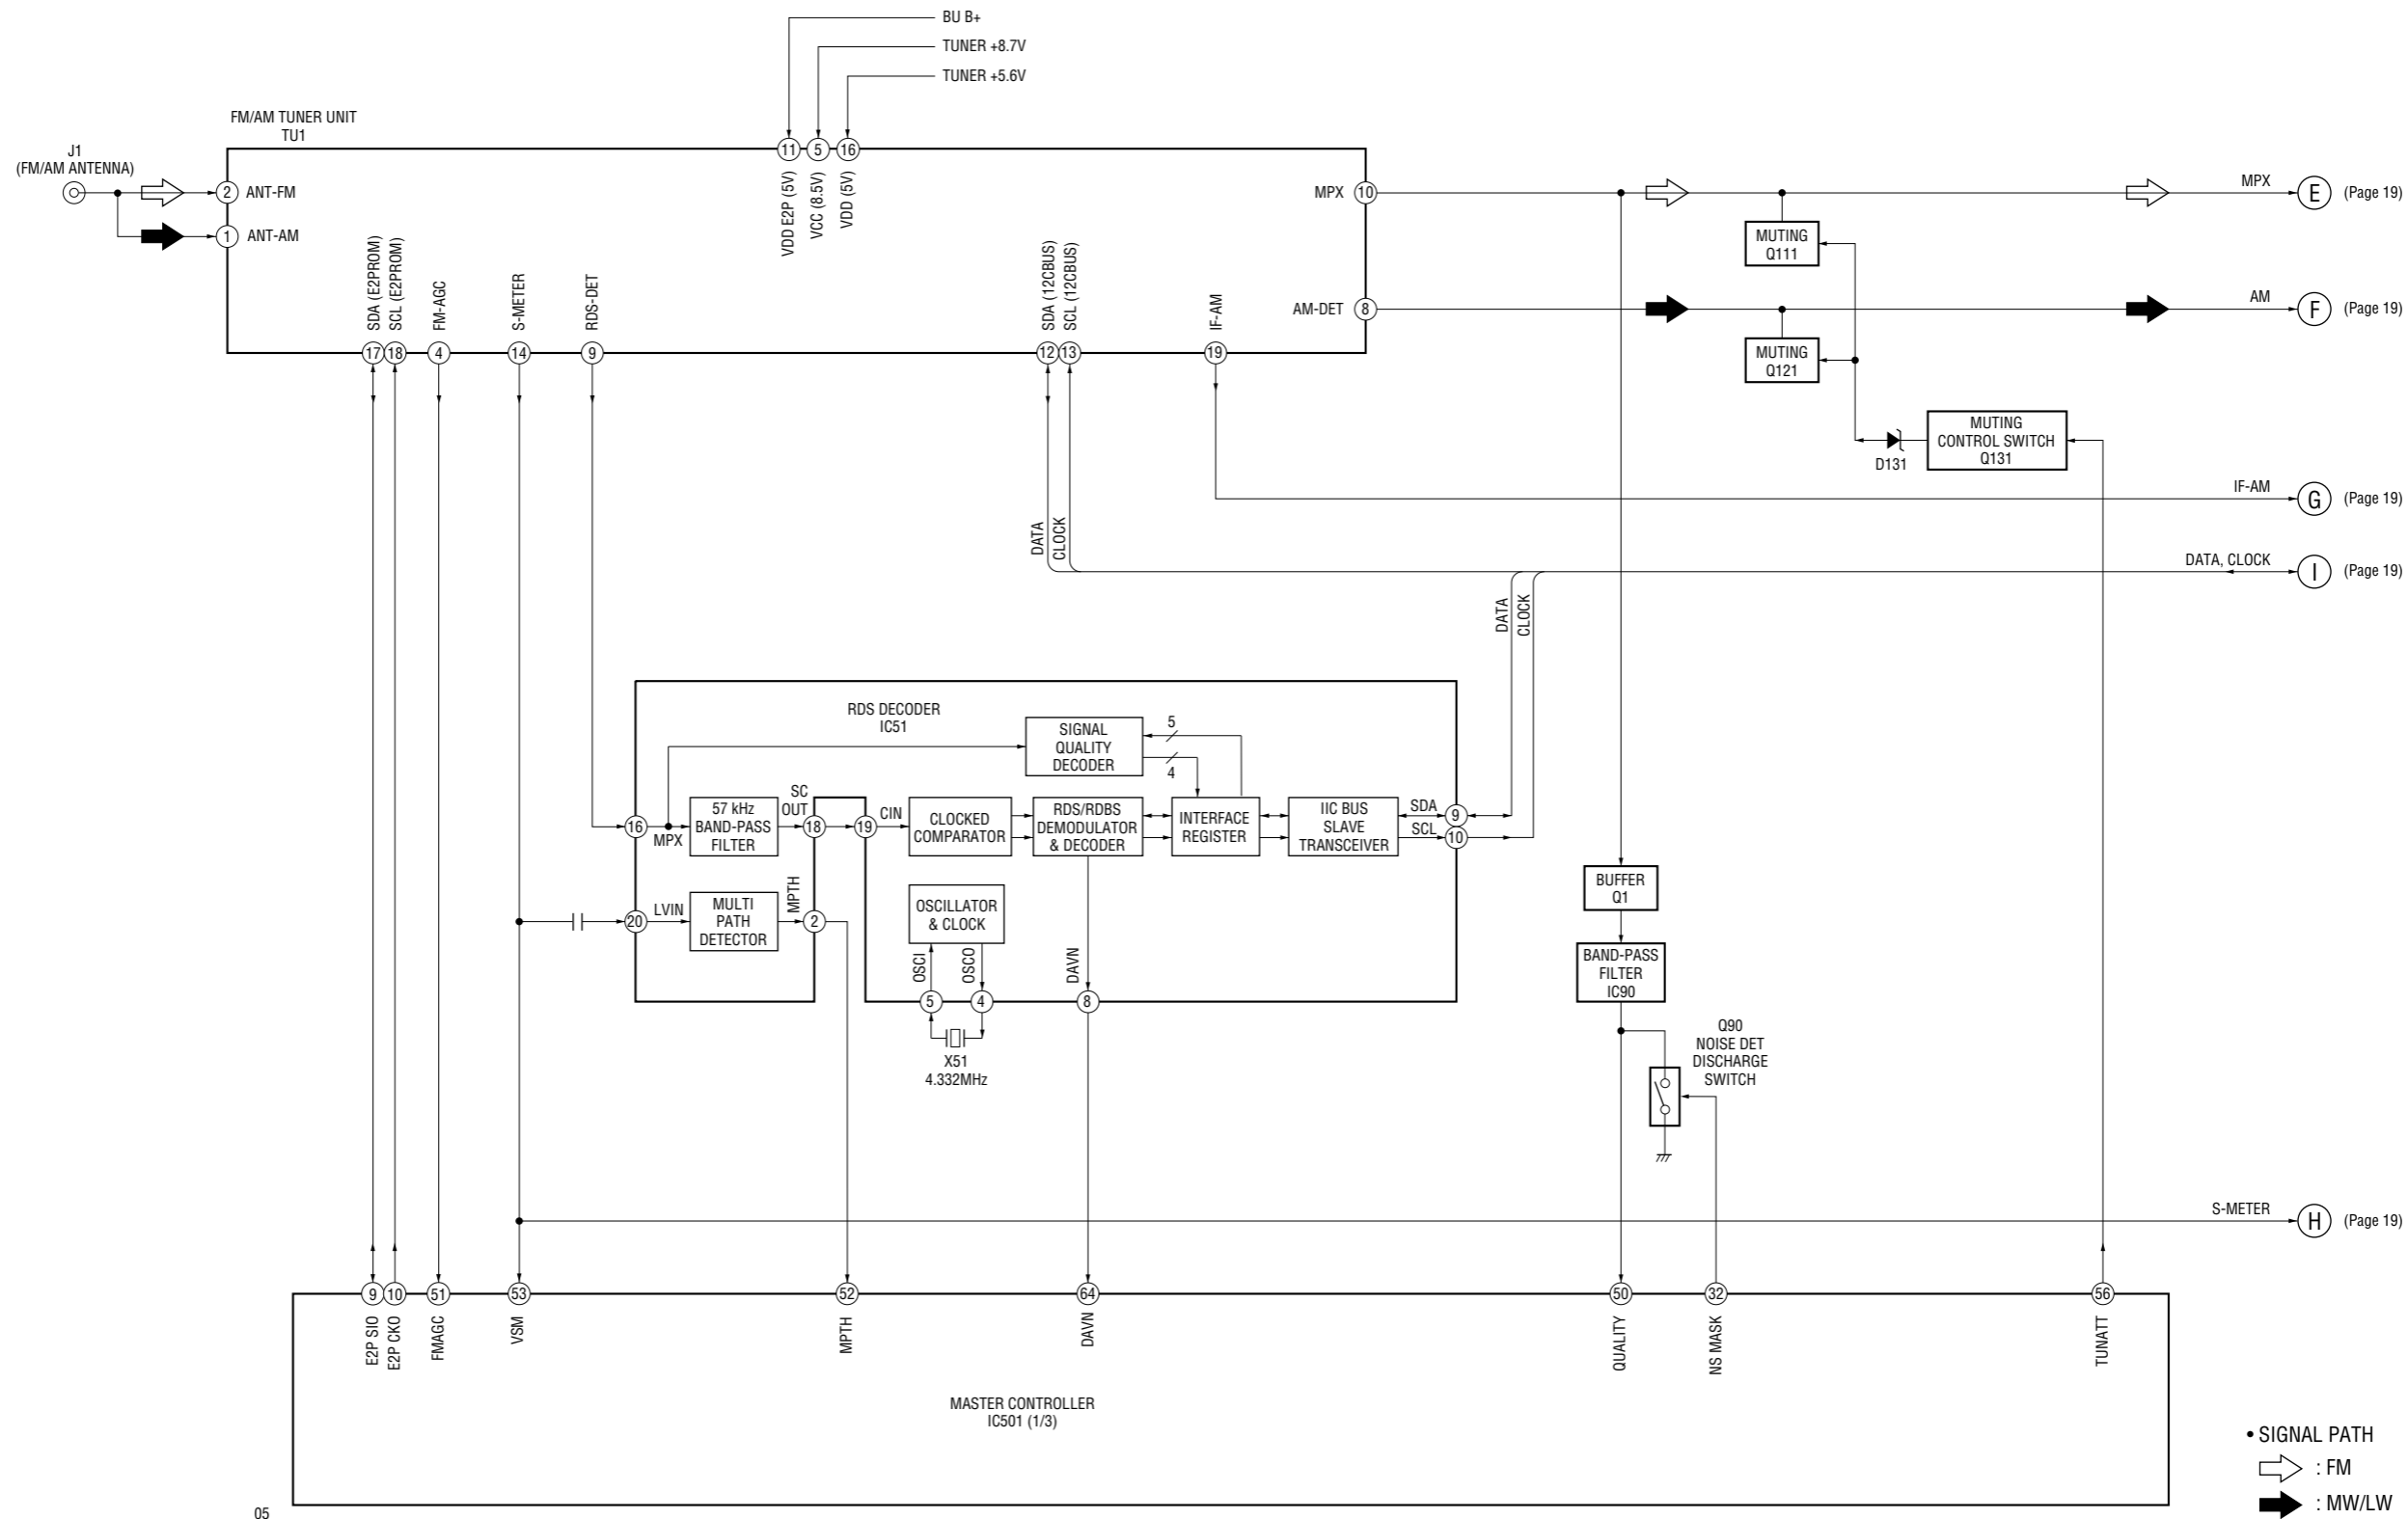 BU B+
TUNER +8.7V
TUNER +5.6V
FM/AM TUNER UNIT
TU1
J1
(FM/AM ANTENNA)
11
5
16
2
ANT-FM
1
ANT-AM
VDD E2P (5V)
VCC (8.5V)
VDD (5V)
MPX
10
MPX
E
(Page 19)
MUTING
Q111
SDA (E2PROM)
SCL (E2PROM)
FM-AGC
S-METER
RDS-DET
SDA (12CBUS)
SCL (12CBUS)
IF-AM
AM-DET
8
AM
F
(Page 19)
17
18
4
14
9
12
13
19
MUTING
Q121
MUTING
CONTROL SWITCH
Q131
D131
IF-AM
G
(Page 19)
DATA
CLOCK
DATA, CLOCK
I
(Page 19)
DATA
CLOCK
RDS DECODER
IC51
SIGNAL
QUALITY
DECODER
5
4
16
MPX
57 kHz
BAND-PASS
FILTER
SC
OUT
18
19
CIN
CLOCKED
COMPARATOR
RDS/RDBS
DEMODULATOR
& DECODER
INTERFACE
REGISTER
IIC BUS
SLAVE
TRANSCEIVER
SDA
9
SCL
10
20
LVIN
MULTI
PATH
DETECTOR
MPTH
2
OSCILLATOR
& CLOCK
OSCI
OSCO
DAVN
5
4
8
X51
4.332MHz
BUFFER
Q1
BAND-PASS
FILTER
IC90
Q90
NOISE DET
DISCHARGE
SWITCH
S-METER
H
(Page 19)
9
10
51
53
52
64
50
32
56
E2P SIO
E2P CKO
FMAGC
VSM
MPTH
DAVN
QUALITY
NS MASK
TUNATT
MASTER CONTROLLER
IC501 (1/3)
• SIGNAL PATH
: FM
: MW/LW
05